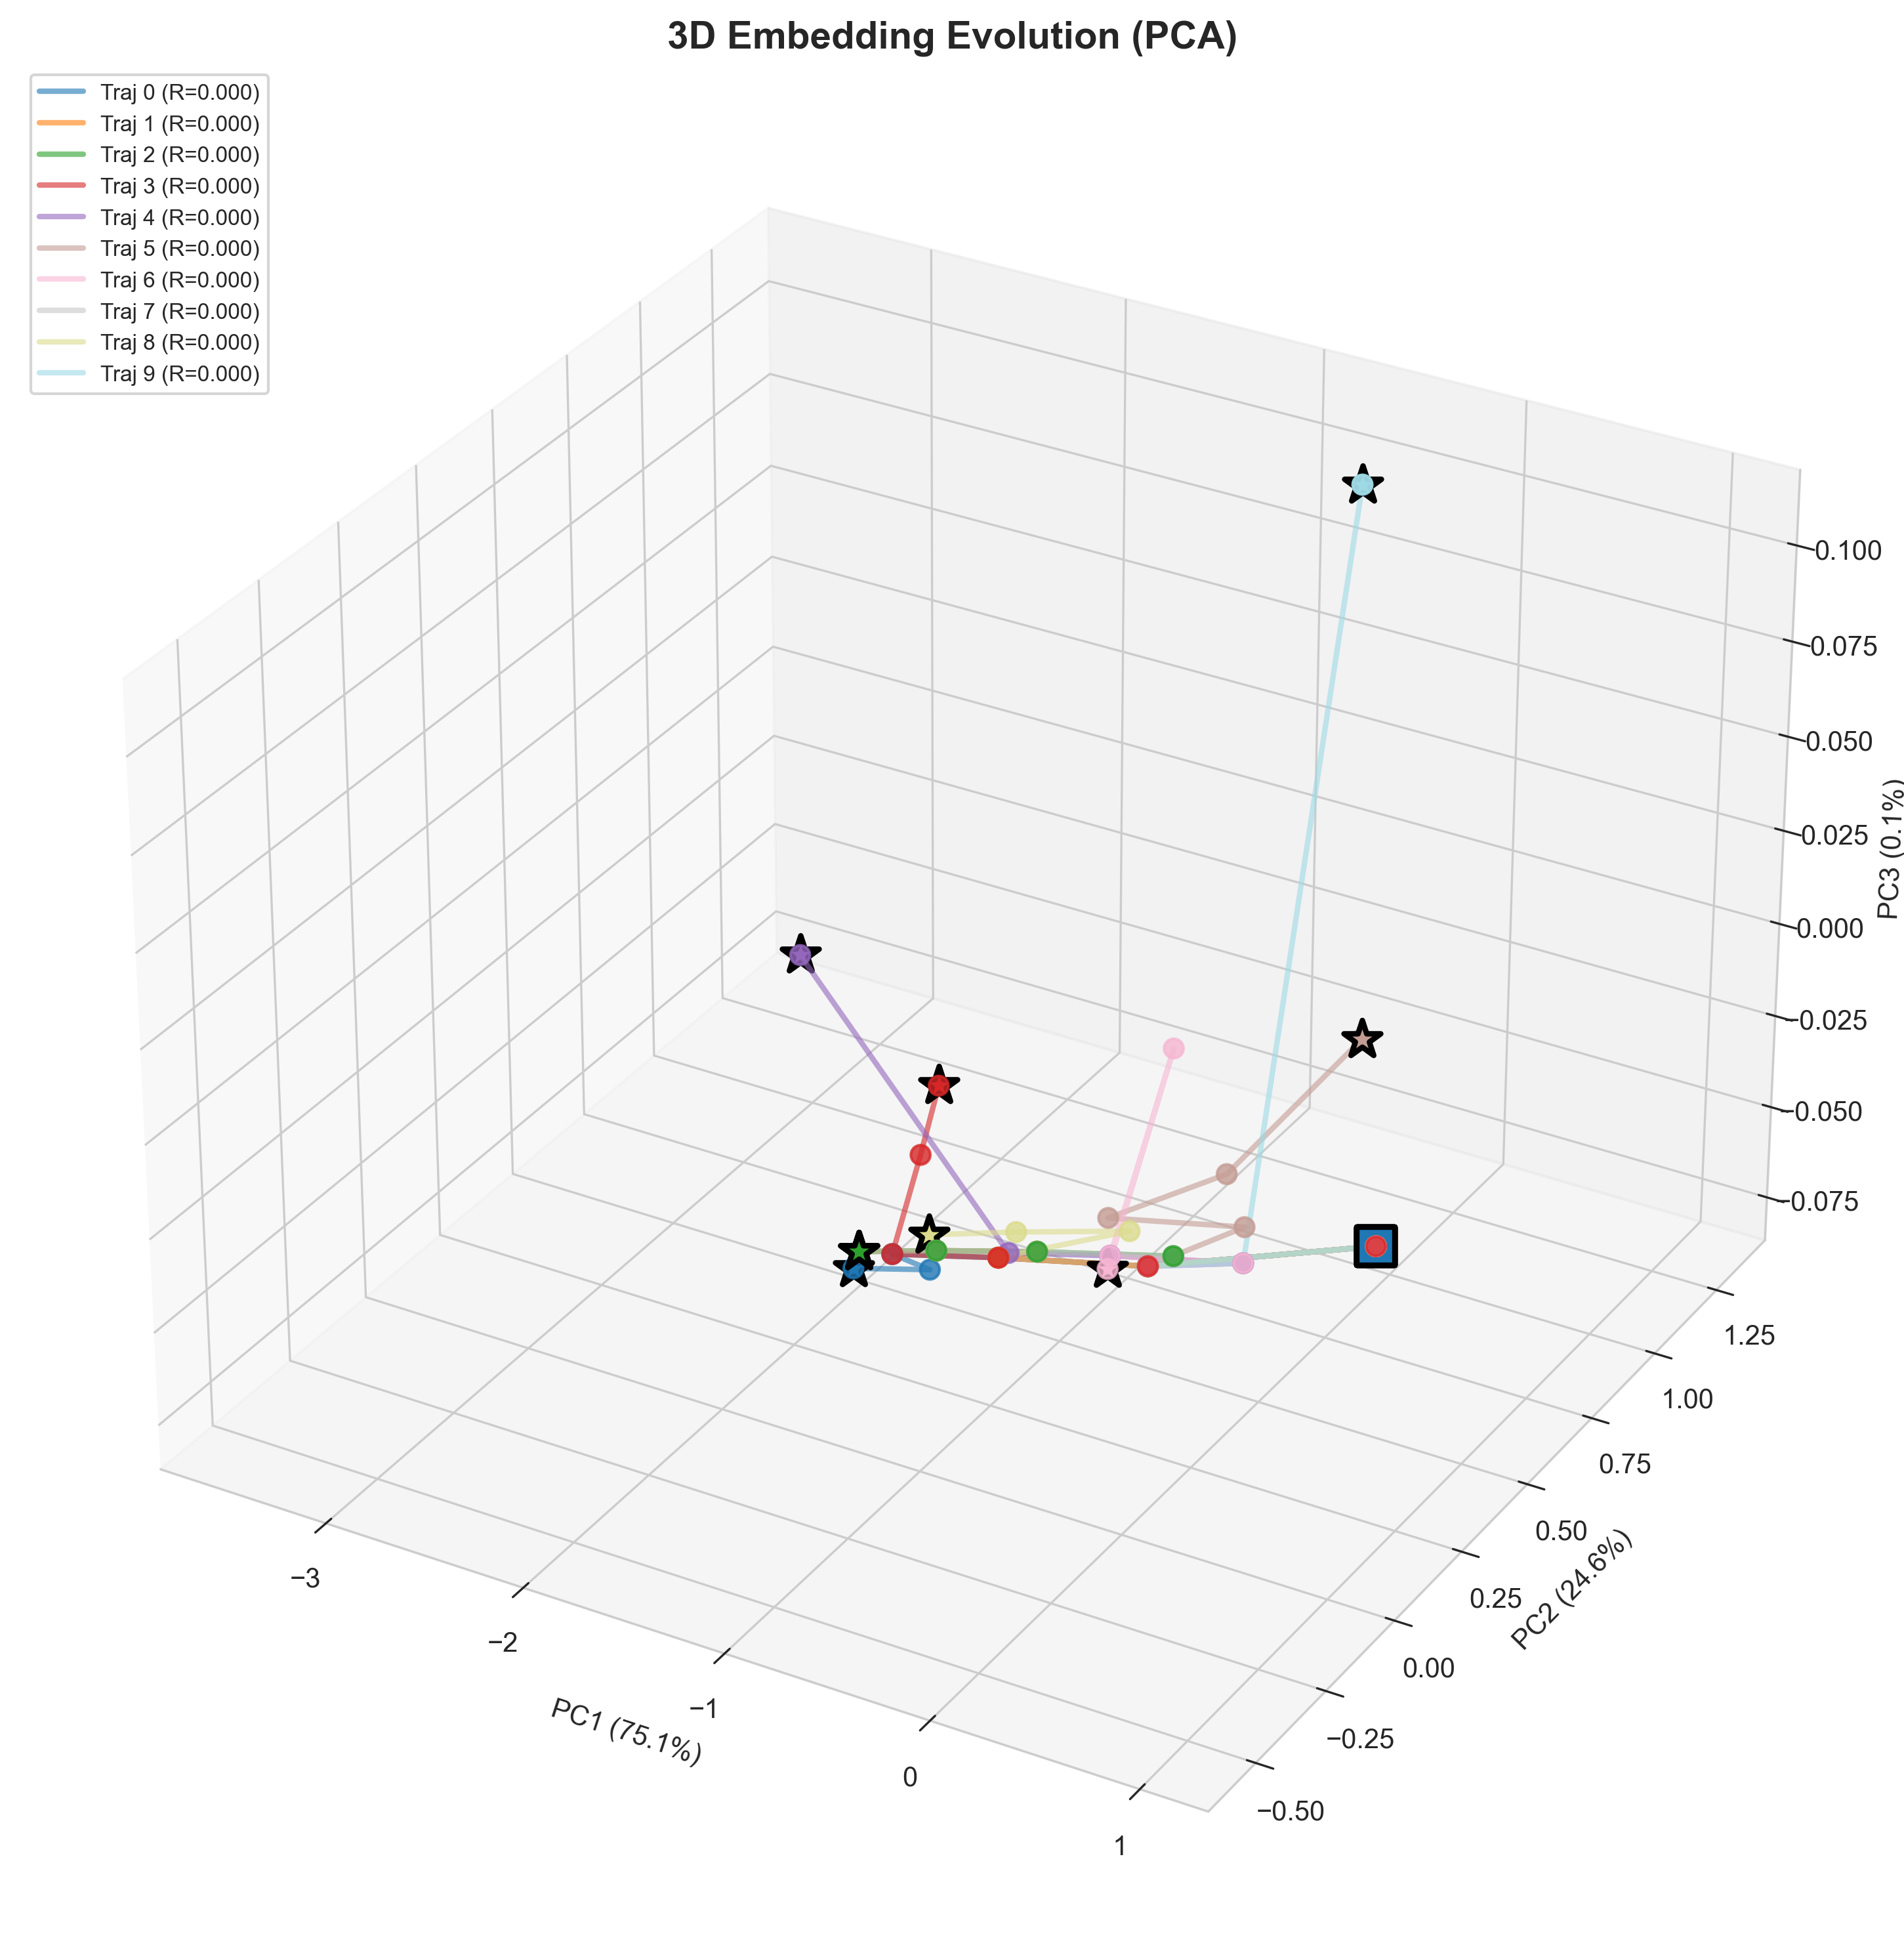 3D Embedding Evolution (PCA)
Traj 0 (R=0.000)
Traj 1 (R=0.000)
Traj 2 (R=0.000)
Traj 3 (R=0.000)
Traj 4 (R=0.000)
Traj 5 (R=0.000)
Traj 6 (R=0.000)
Traj 7 (R=0.000)
Traj 8 (R=0.000)
Traj 9 (R=0.000)
0.100
0.075
0.050
0.025
0.000
−0.025
−0.050
−0.075
PC3 (0.1%)
1.25
1.00
0.75
0.50
0.25
0.00
−0.25
−0.50
PC2 (24.6%)
−3
−2
−1
0
1
PC1 (75.1%)